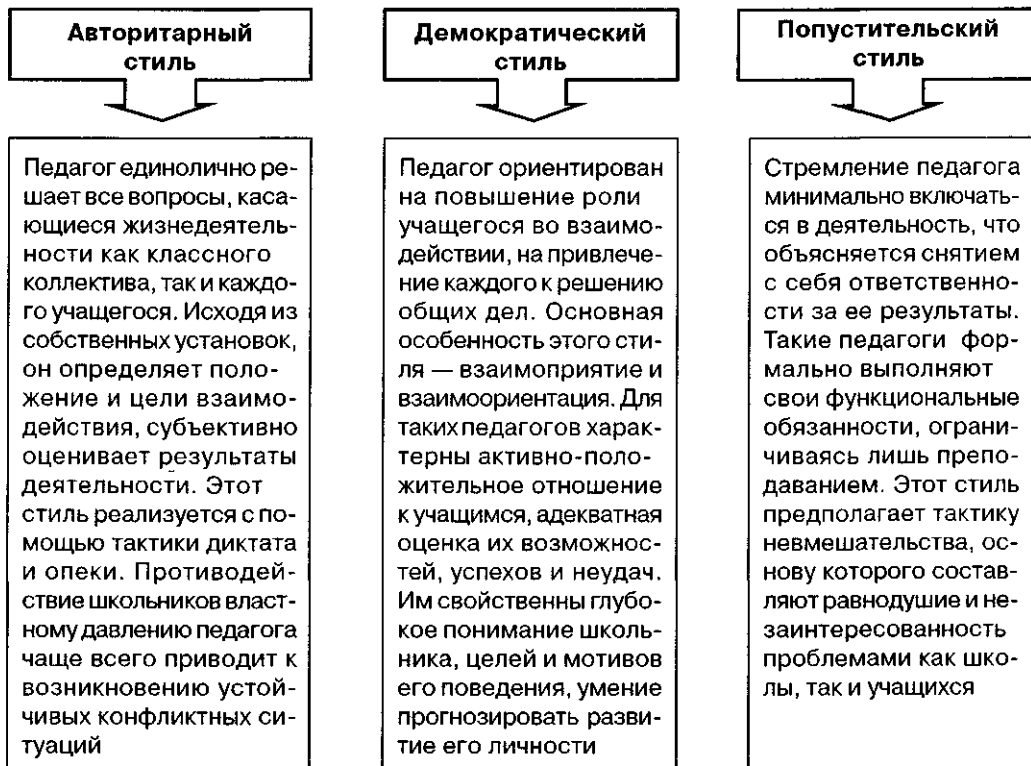 Авторитарный
стиль
Педагог единолично ре-
шает все вопросы, каса-
ющиеся жизнедеятель-
ности как классного
коллектива, так и каждо-
го учащегося. Исходя из
собственных установок,
он определяет поло-
жение и цели взаимо-
действия, субъективно
оценивает результаты
деятельности. Этот
стиль реализуется с по-
мощью тактики диктата
и опеки. Противодей-
ствие школьников власт-
ному давлению педагога
чаще всего приводит к
возникновению устой-
чивых конфликтных си-
туаций
Демократический
стиль
Педагог ориентирован
на повышение роли
учащегося во взаимо-
действии, на привлече-
ние каждого к решению
общих дел. Основная
особенность этого сти-
ля — взаимоприятие и
взаимоориентация. Для
таких педагогов харак-
терны активно-поло-
жительное отношение
к учащимся, адекватная
оценка их возможнос-
тей, успехов и неудач.
Им свойственны глубо-
кое понимание школь-
ника, целей и мотивов
его поведения, умение
прогнозировать разви-
тие его личности
Попустительский
стиль
Стремление педагога
минимально включать-
ся в деятельность, что
объясняется снятием
с себя ответственно-
сти за ее результаты.
Такие педагоги фор-
мально выполняют
свои функциональные
обязанности, ограни-
чиваясь лишь препо-
даванием. Этот стиль
предполагает тактику
невмешательства, ос-
нову которого состав-
ляют равнодушие и не-
заинтересованность
проблемами как шко-
лы, так и учащихся